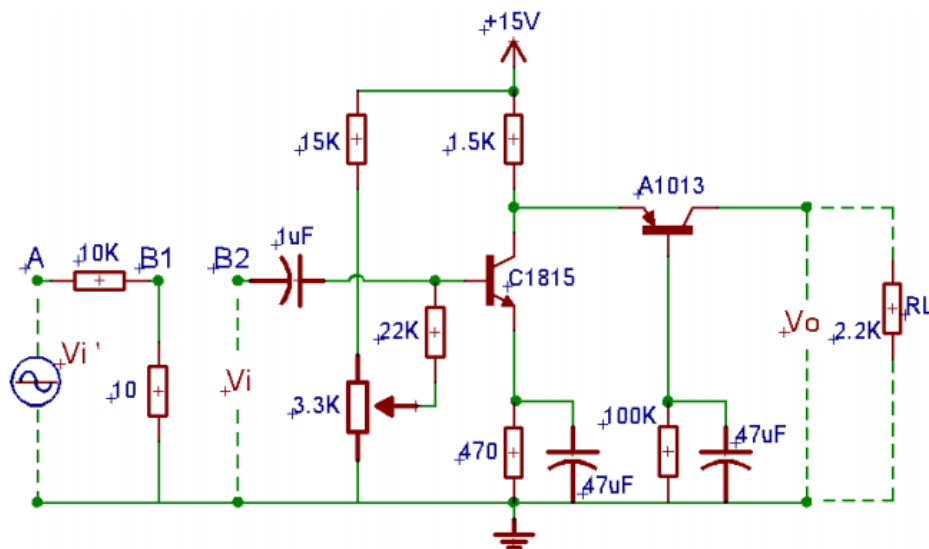 +15V
15K
1.5K
A1013
A
10K
B1
B2
1uF
C1815
22K
Vi '
10
Vi
3.3K
Vo
RL
2.2K
470
47uF
100K
47uF